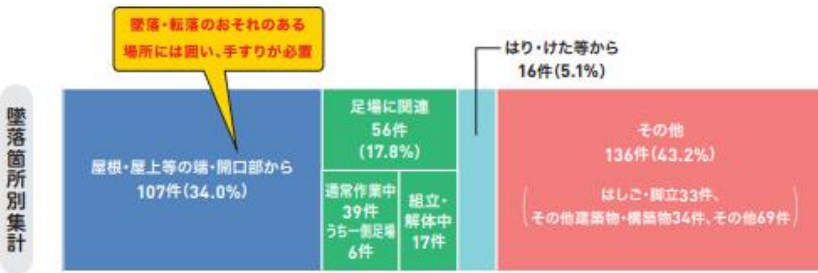 墜落・転落のおそれのある
場所には囲い、手すりが必置
はり・けた等から
16件(5.1%)
墜落箇所別集計
屋根・屋上等の端・開口部から
107件(34.0%)
足場に関連
56件
(17.8%)
通常作業中
39件
うち一側足場
6件
組立・
解体中
17件
その他
136件(43.2%)
(はしご・脚立33件、
その他建築物・構築物34件、その他69件)